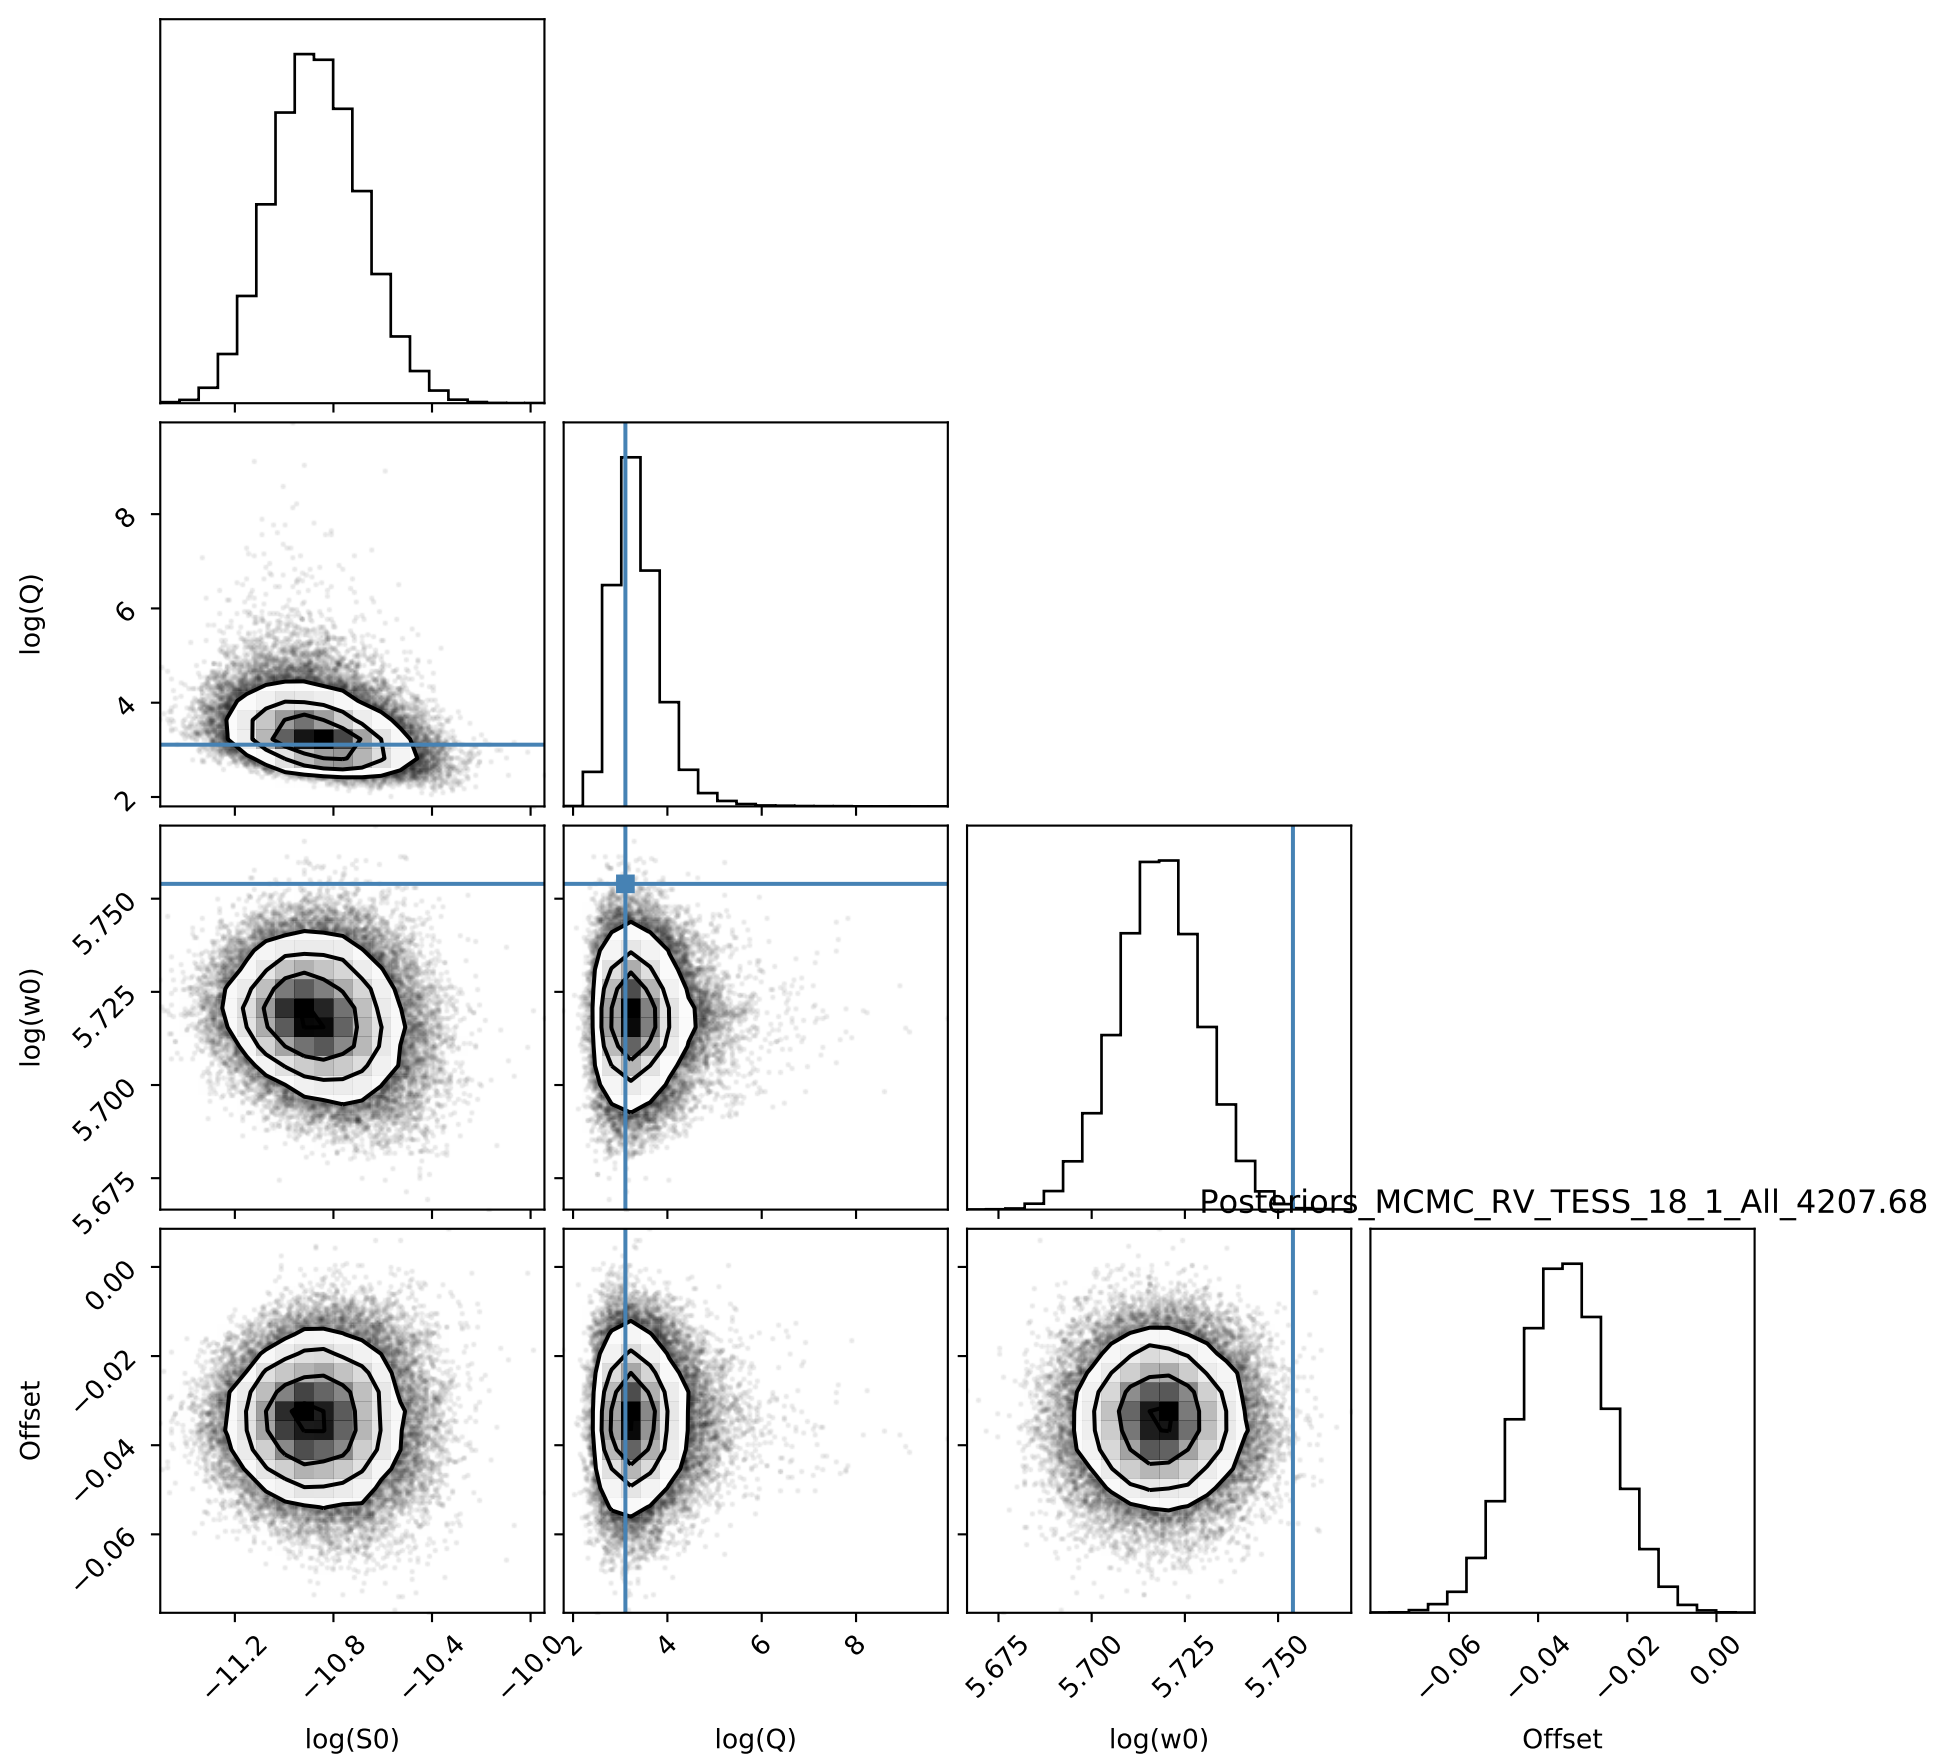 log(Q)
8
6
4
2
log(w0)
5.750
5.725
5.700
5.675
Posteriors_MCMC_RV_TESS_18_1_All_4207.68
Offset
0.00
−0.02
−0.04
−0.06
−11.2 −10.8 −10.4 −10.0
2 4 6 8
5.675 5.700 5.725 5.750
−0.06 −0.04 −0.02 0.00
log(S0) log(Q) log(w0) Offset